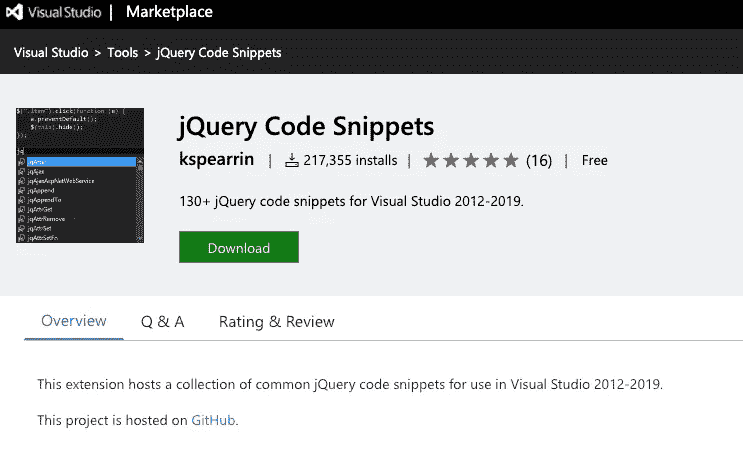 Visual Studio | Marketplace
Visual Studio > Tools > jQuery Code Snippets
$(".item").click(function (e) {
e.preventDefault();
$(this).hide();
});
jq
jqAfter
jqAjax
jqAjaxAspNetWebService
jqAppend
jqAppendTo
jqAttrGet
jqAttrRemove
jqAttrSet
jqAttrSetFn
jQuery Code Snippets
kspearrin | 217,355 installs | (16) | Free
130+ jQuery code snippets for Visual Studio 2012-2019.
Download
Overview Q & A Rating & Review
This extension hosts a collection of common jQuery code snippets for use in Visual Studio 2012-2019.
This project is hosted on GitHub.